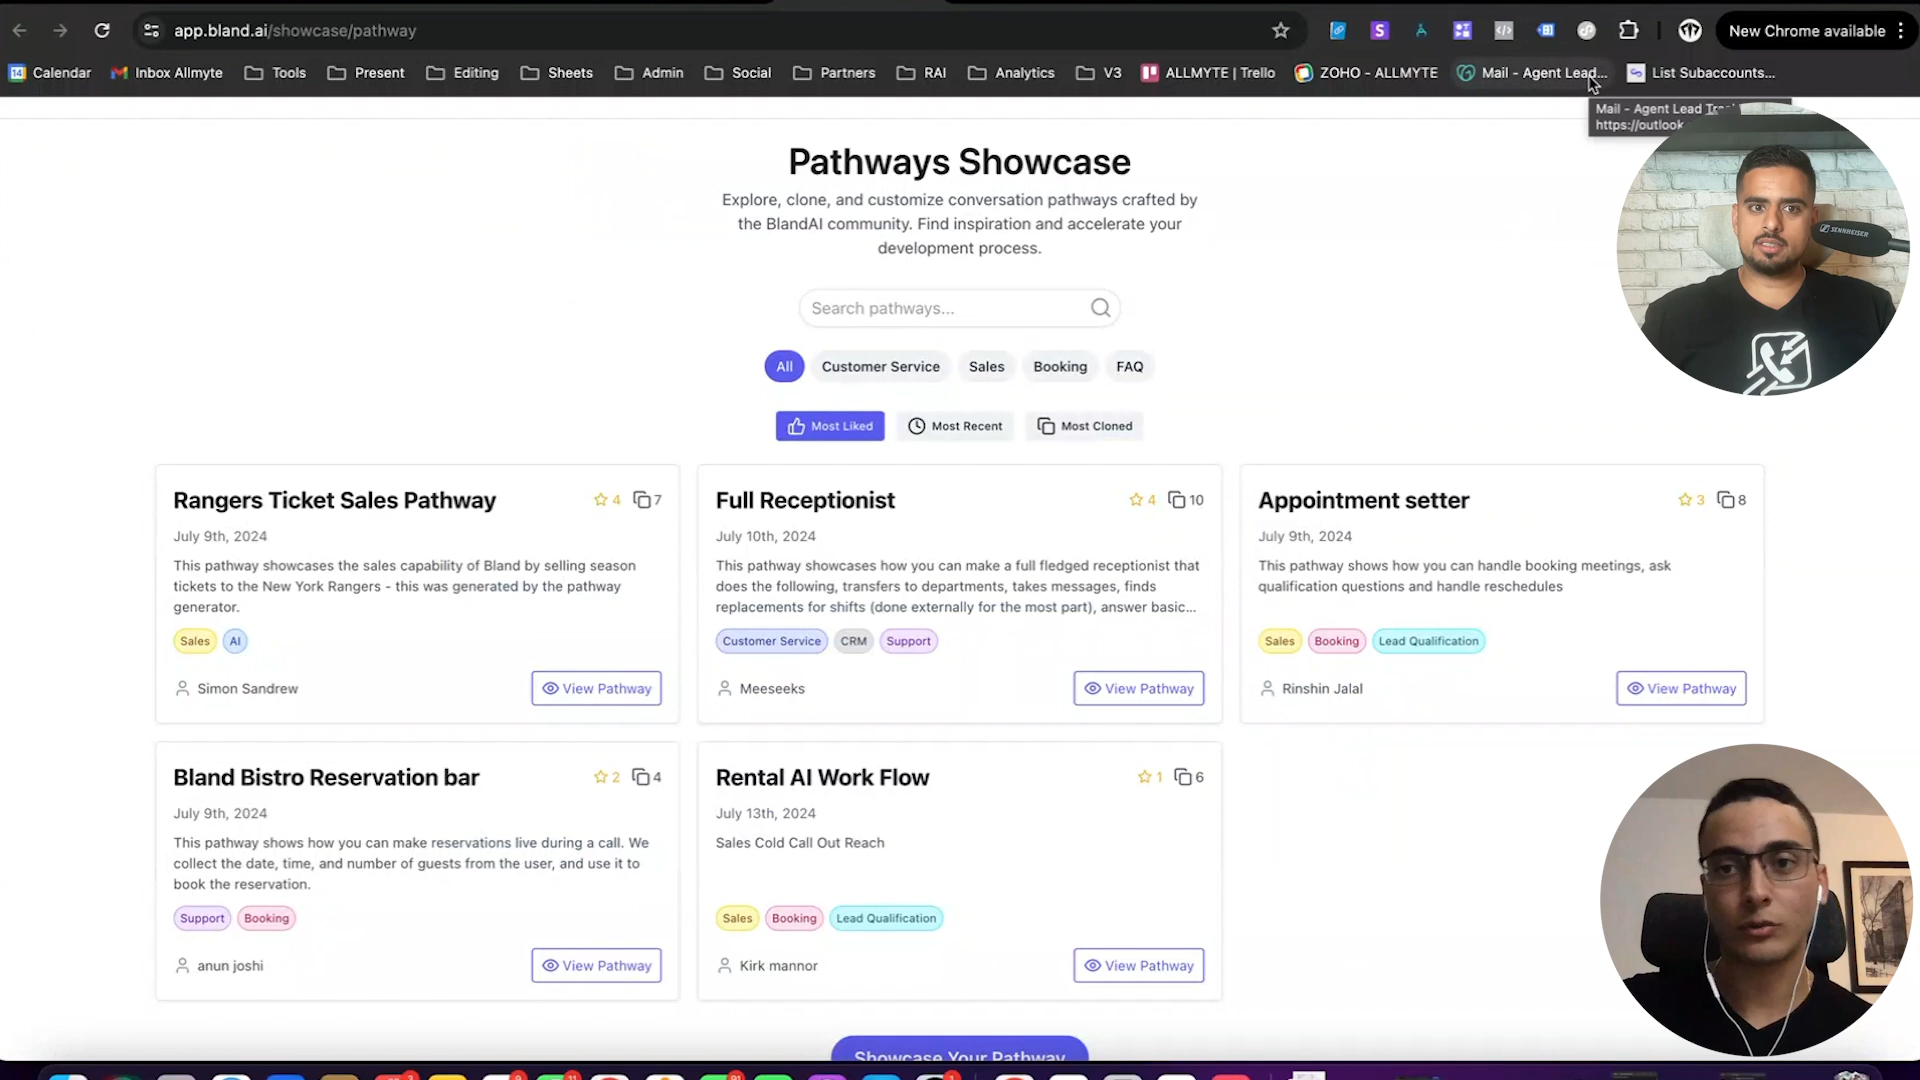 app.bland.ai/showcase/pathway
New Chrome available
14 Calendar
Inbox Allmyte
Tools
Present
Editing
Sheets
Admin
Social
Partners
RAI
Analytics
V3
ALLMYTE | Trello
ZOHO - ALLMYTE
Mail - Agent Lead...
List Subaccounts...
Mail - Agent Lead
https://outlook
SENNHEISER
Pathways Showcase
Explore, clone, and customize conversation pathways crafted by
the BlandAI community. Find inspiration and accelerate your
development process.
Search pathways...
All
Customer Service
Sales
Booking
FAQ
Most Liked
Most Recent
Most Cloned
Rangers Ticket Sales Pathway
4 7
July 9th, 2024
This pathway showcases the sales capability of Bland by selling season
tickets to the New York Rangers - this was generated by the pathway
generator.
Sales AI
Simon Sandrew
View Pathway
Full Receptionist
4 10
July 10th, 2024
This pathway showcases how you can make a full fledged receptionist that
does the following, transfers to departments, takes messages, finds
replacements for shifts (done externally for the most part), answer basic...
Customer Service CRM Support
Meeseeks
View Pathway
Appointment setter
3 8
July 9th, 2024
This pathway shows how you can handle booking meetings, ask
qualification questions and handle reschedules
Sales Booking Lead Qualification
Rinshin Jalal
View Pathway
Bland Bistro Reservation bar
2 4
July 9th, 2024
This pathway shows how you can make reservations live during a call. We
collect the date, time, and number of guests from the user, and use it to
book the reservation.
Support Booking
anun joshi
View Pathway
Rental AI Work Flow
1 6
July 13th, 2024
Sales Cold Call Out Reach
Sales Booking Lead Qualification
Kirk mannor
View Pathway
Showcase Your Pathway